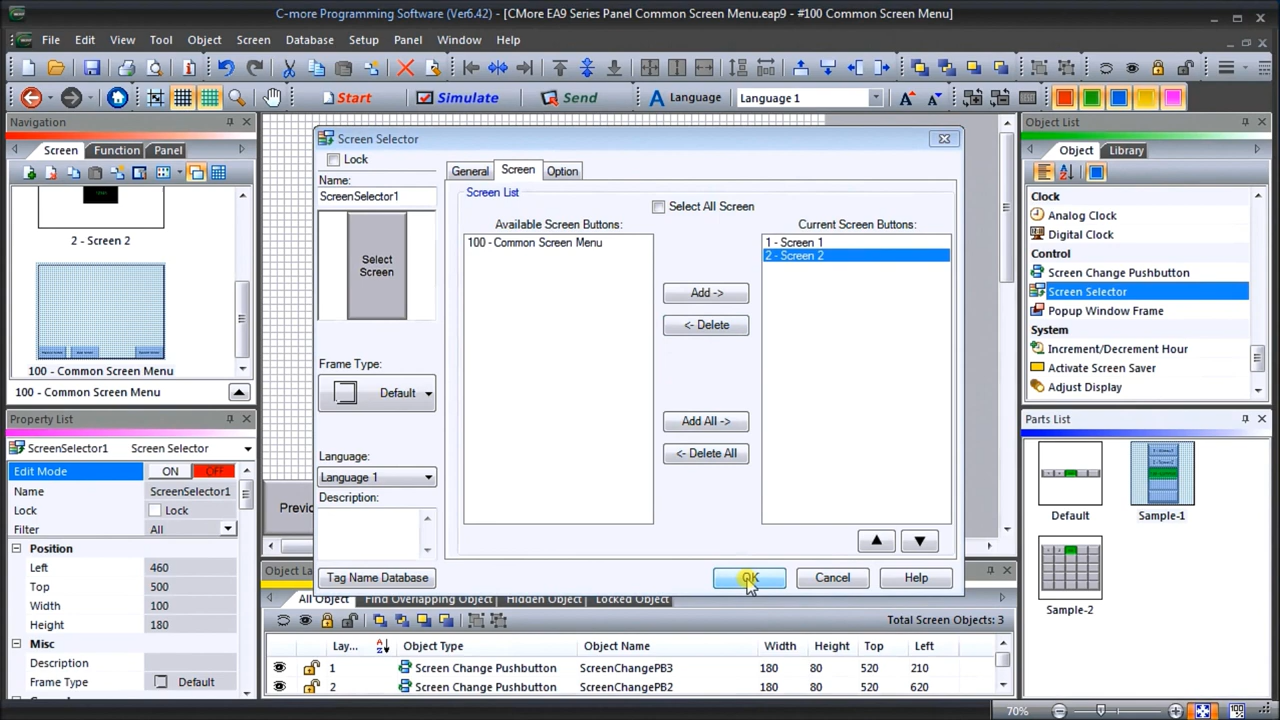 C-more Programming Software (Ver6.42) - [CMore EA9 Series Panel Common Screen Menu.eap9 - #100 Common Screen Menu]
File Edit View Tool Object Screen Database Setup Panel Window Help
Start Simulate Send Language Language 1
Navigation
Screen Function Panel
2 - Screen 2
100 - Common Screen Menu
100 - Common Screen Menu
Property List
ScreenSelector1 Screen Selector
Edit Mode ON OFF
Name ScreenSelector1
Lock Lock
Filter All
Position
Left 460
Top 500
Width 100
Height 180
Misc
Description
Frame Type Default
Screen Selector
Lock
Name:
ScreenSelector1
Select
Screen
Frame Type:
Default
Language:
Language 1
Description:
Tag Name Database
General Screen Option
Screen List
Select All Screen
Available Screen Buttons: Current Screen Buttons:
100 - Common Screen Menu
1 - Screen 1
2 - Screen 2
Add ->
<- Delete
Add All ->
<- Delete All
OK Cancel Help
Previ
Object La
All Object Find Overlapping Object Hidden Object Locked Object
Total Screen Objects: 3
Lay... Object Type Object Name Width Height Top Left
1 Screen Change Pushbutton ScreenChangePB3 180 80 520 210
2 Screen Change Pushbutton ScreenChangePB2 180 80 520 620
Object List
Object Library
Clock
Analog Clock
Digital Clock
Control
Screen Change Pushbutton
Screen Selector
Popup Window Frame
System
Increment/Decrement Hour
Activate Screen Saver
Adjust Display
Parts List
Default Sample-1
Sample-2
70% 100